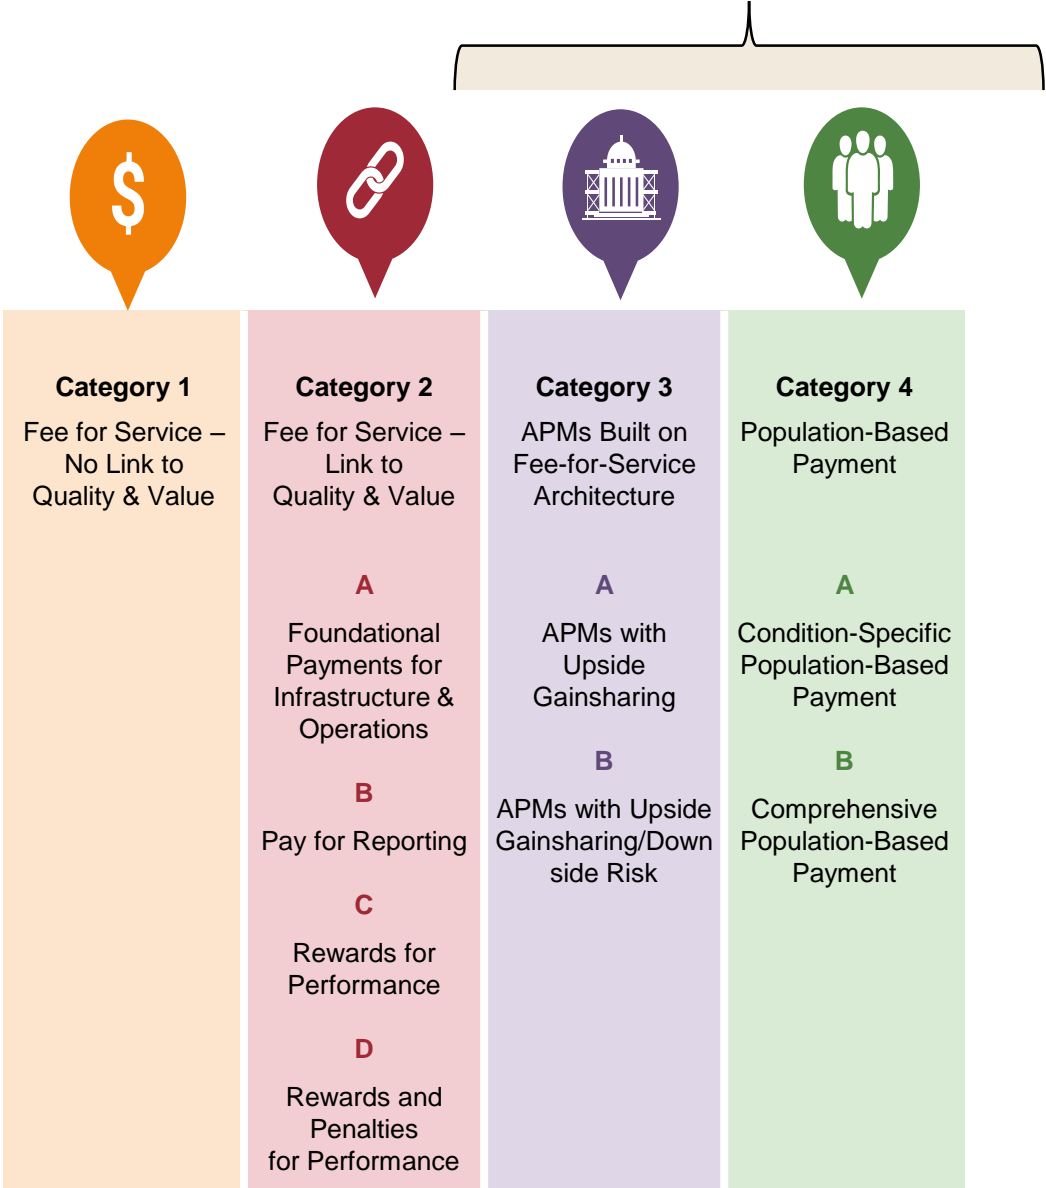 $
Category 1
Fee for Service –
No Link to
Quality & Value
Category 2
Fee for Service –
Link to
Quality & Value
A
Foundational
Payments for
Infrastructure &
Operations
B
Pay for Reporting
C
Rewards for
Performance
D
Rewards and
Penalties
for Performance
Category 3
APMs Built on
Fee-for-Service
Architecture
A
APMs with
Upside
Gainsharing
B
APMs with Upside
Gainsharing/Down
side Risk
Category 4
Population-Based
Payment
A
Condition-Specific
Population-Based
Payment
B
Comprehensive
Population-Based
Payment